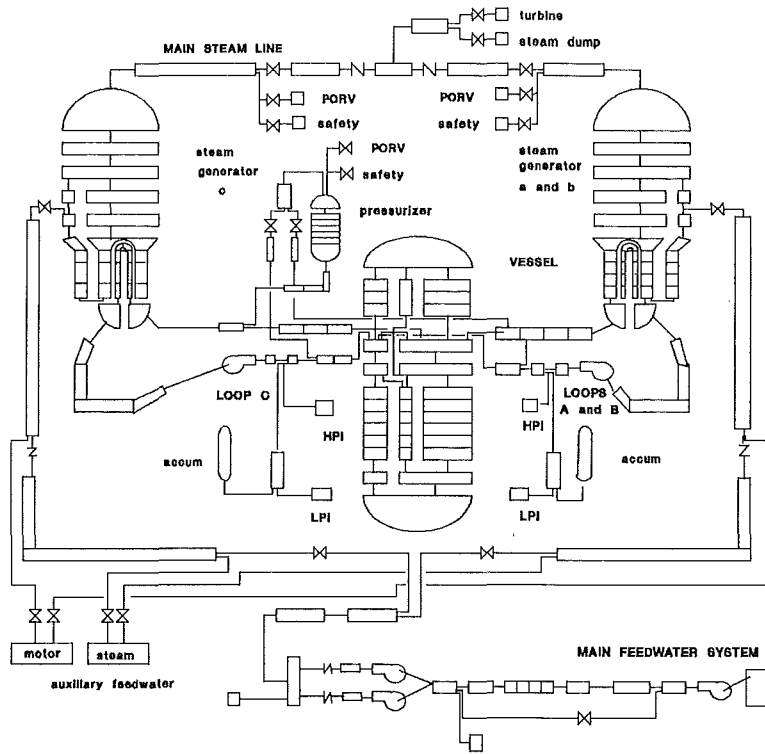 turbine
steam dump
MAIN STEAM LINE
PORV
safety
PORV
safety
steam
generator
c
PORV
safety
pressurizer
steam
generator
a and b
VESSEL
LOOP C
LOOPS
A and B
HPI
HPI
accum
accum
LPI
LPI
motor
steam
auxiliary feedwater
MAIN FEEDWATER SYSTEM